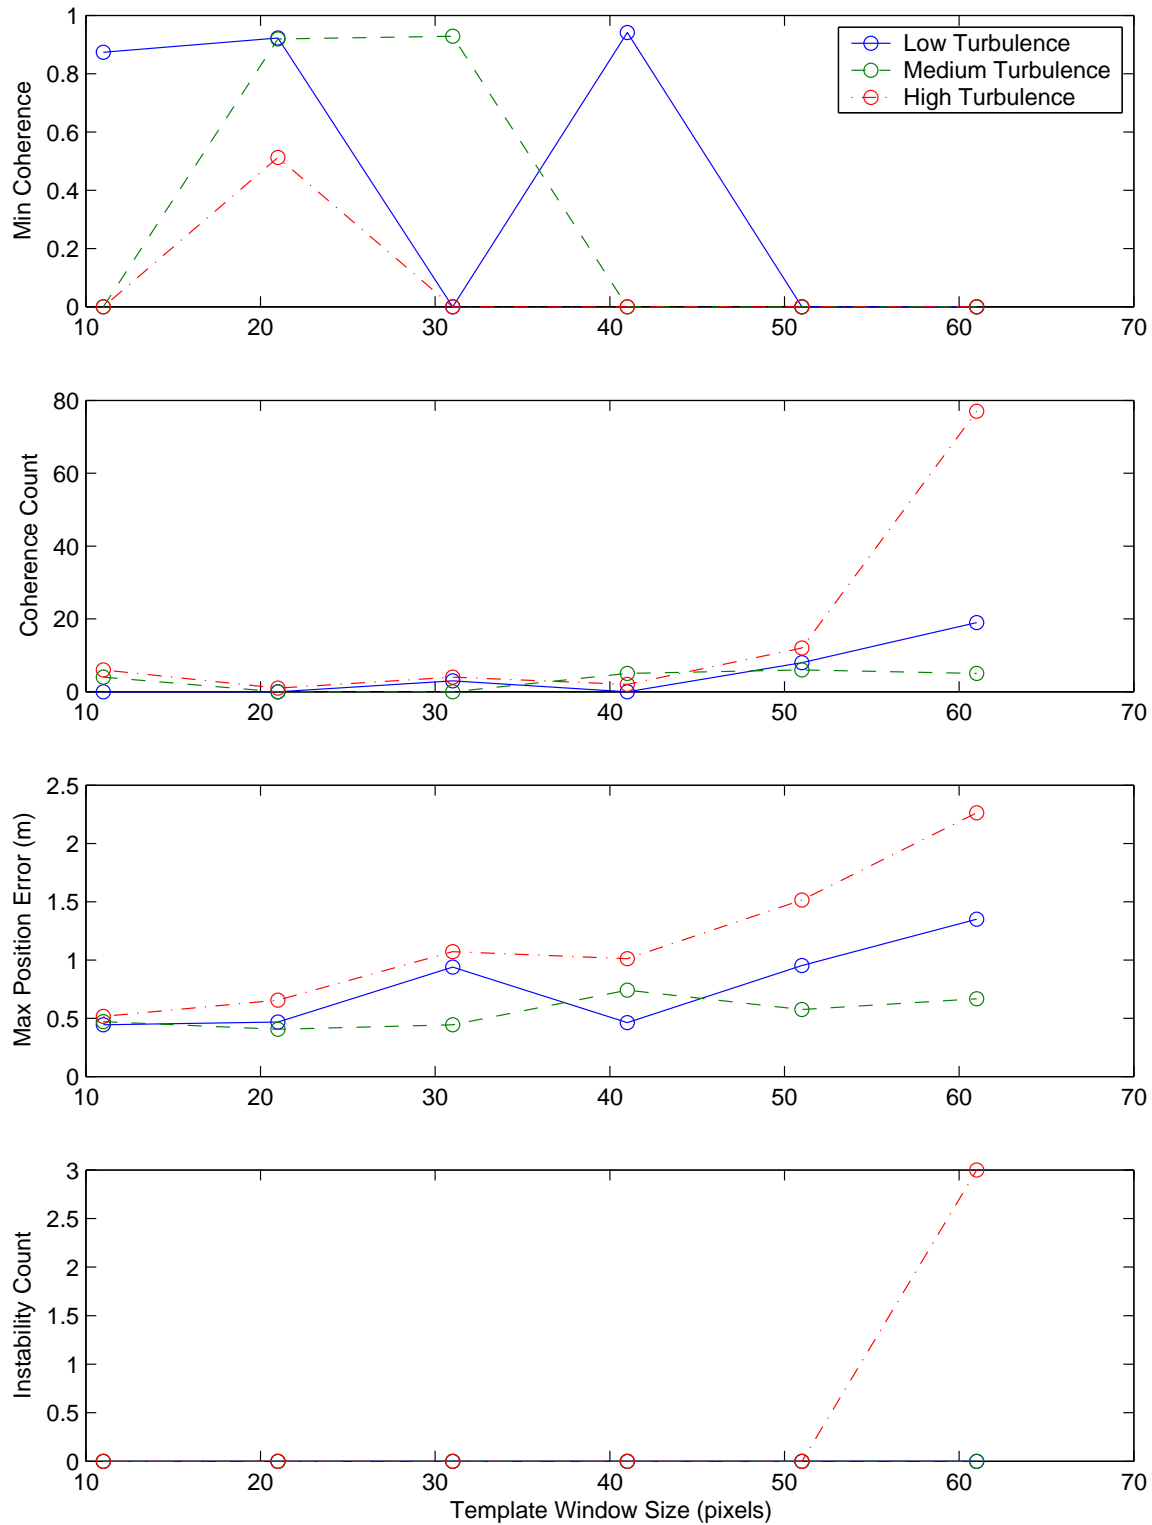 1
0.8
0.6
0.4
0.2
0
Min Coherence
10 20 30 40 50 60 70
Low Turbulence
Medium Turbulence
High Turbulence
80
60
40
20
0
Coherence Count
10 20 30 40 50 60 70
2.5
2
1.5
1
0.5
0
Max Position Error (m)
10 20 30 40 50 60 70
3
2.5
2
1.5
1
0.5
0
Instability Count
10 20 30 40 50 60 70
Template Window Size (pixels)